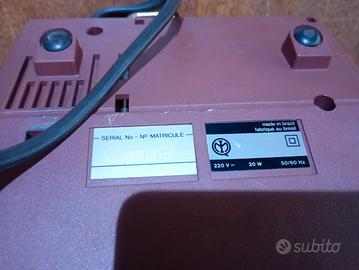 SERIAL No – Nº MATRICULE
made in brazil
fabriqué au brésil
220 V~ 20 W 50/60 Hz
subito